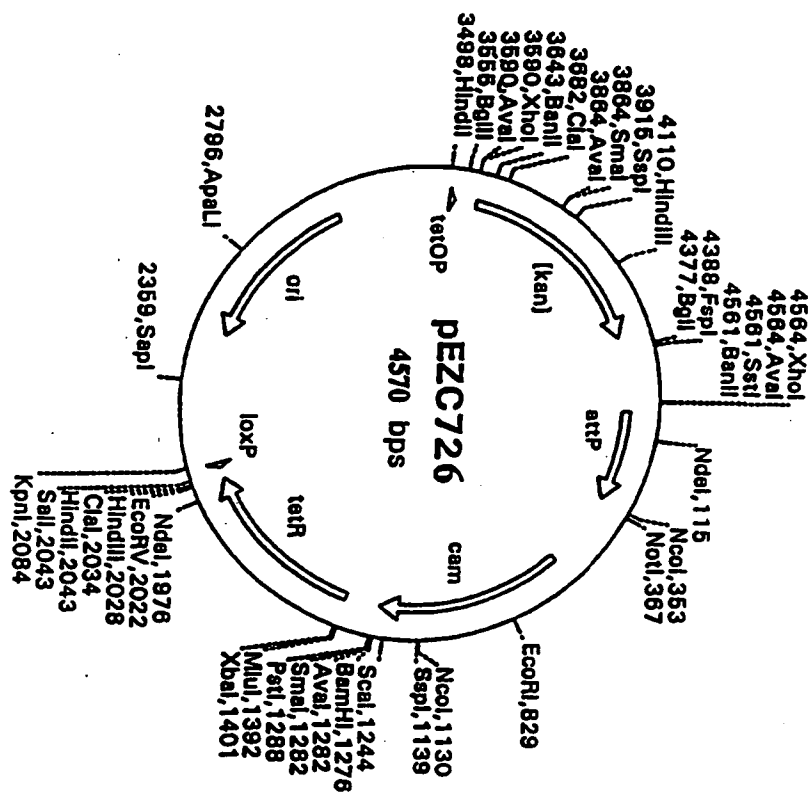 4564,XhoI
4564,AvaI
4561,SstI
4561,BanII
4388,FspI
4377,BglI
4110,HindIII
3915,SspI
3864,SmaI
3864,AvaI
3682,ClaI
3643,BanII
3590,XhoI
3590,AvaI
3556,BglII
3498,HindII
2796,ApaLI
2359,SapI
NdeI,115
NcoI,353
NotI,367
EcoRI,829
NcoI,1130
SspI,1139
ScaI,1244
BamHI,1276
AvaI,1282
SmaI,1282
PstI,1288
MluI,1392
XbaI,1401
NdeI,1976
EcoRV,2022
HindIII,2028
ClaI,2034
HindII,2043
SalI,2043
KpnI,2084
attP
[kan]
pEZC726
4570 bps
cam
tetOP
ori
tetR
loxP